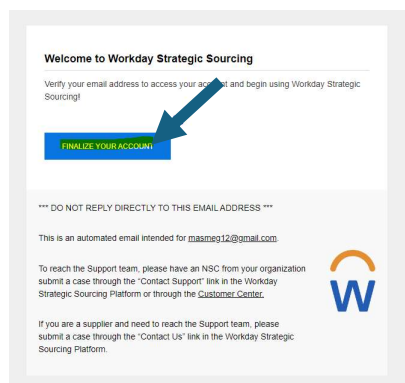 Welcome to Workday Strategic Sourcing
Verify your email address to access your account and begin using Workday Strategic
Sourcing!
FINALIZE YOUR ACCOUNT
*** DO NOT REPLY DIRECTLY TO THIS EMAIL ADDRESS ***
This is an automated email intended for masmeg12@gmail.com.
To reach the Support team, please have an NSC from your organization
submit a case through the "Contact Support" link in the Workday
Strategic Sourcing Platform or through the Customer Center.
If you are a supplier and need to reach the Support team, please
submit a case through the "Contact Us" link in the Workday Strategic
Sourcing Platform.
W